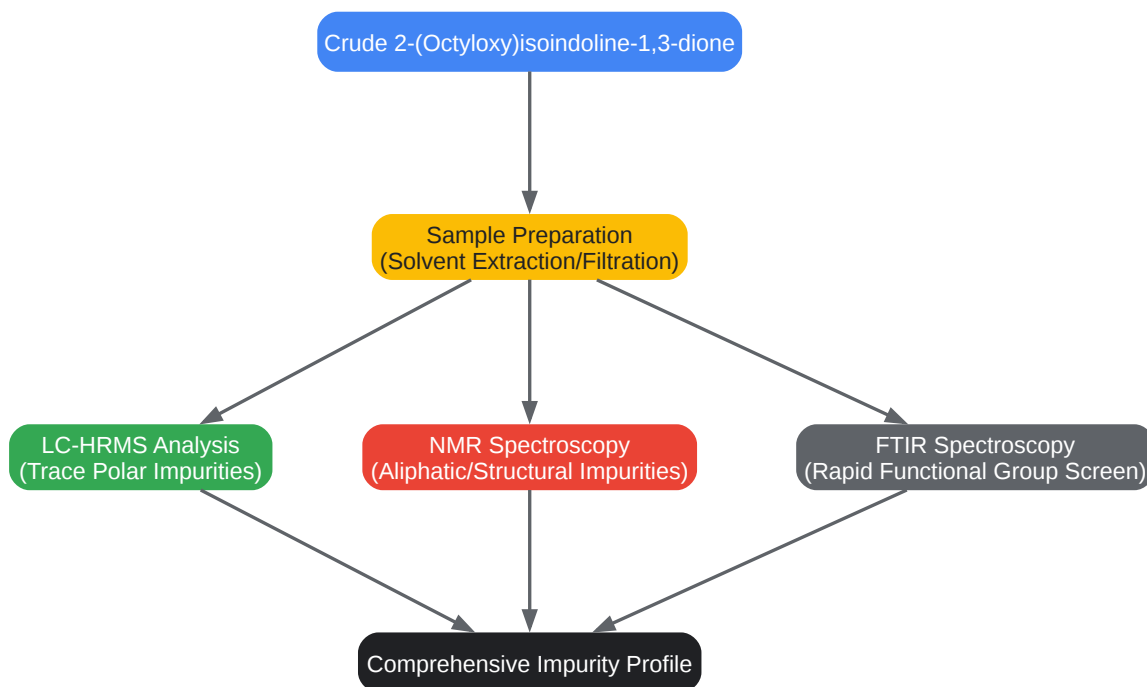 Crude 2-(Octyloxy)isoindoline-1,3-dione
Sample Preparation
(Solvent Extraction/Filtration)
LC-HRMS Analysis
(Trace Polar Impurities)
NMR Spectroscopy
(Aliphatic/Structural Impurities)
FTIR Spectroscopy
(Rapid Functional Group Screen)
Comprehensive Impurity Profile